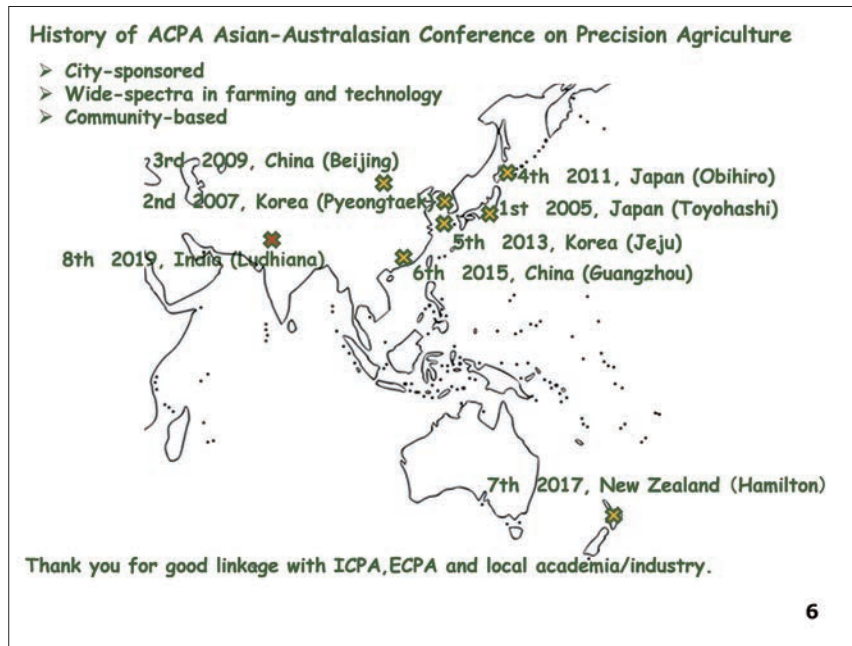 History of ACPA Asian-Australasian Conference on Precision Agriculture
➢ City-sponsored
➢ Wide-spectra in farming and technology
➢ Community-based
3rd 2009, China (Beijing)
4th 2011, Japan (Obihiro)
2nd 2007, Korea (Pyeongtaek)
1st 2005, Japan (Toyohashi)
5th 2013, Korea (Jeju)
8th 2019, India (Ludhiana)
6th 2015, China (Guangzhou)
7th 2017, New Zealand (Hamilton)
Thank you for good linkage with ICPA,ECPA and local academia/industry.
6